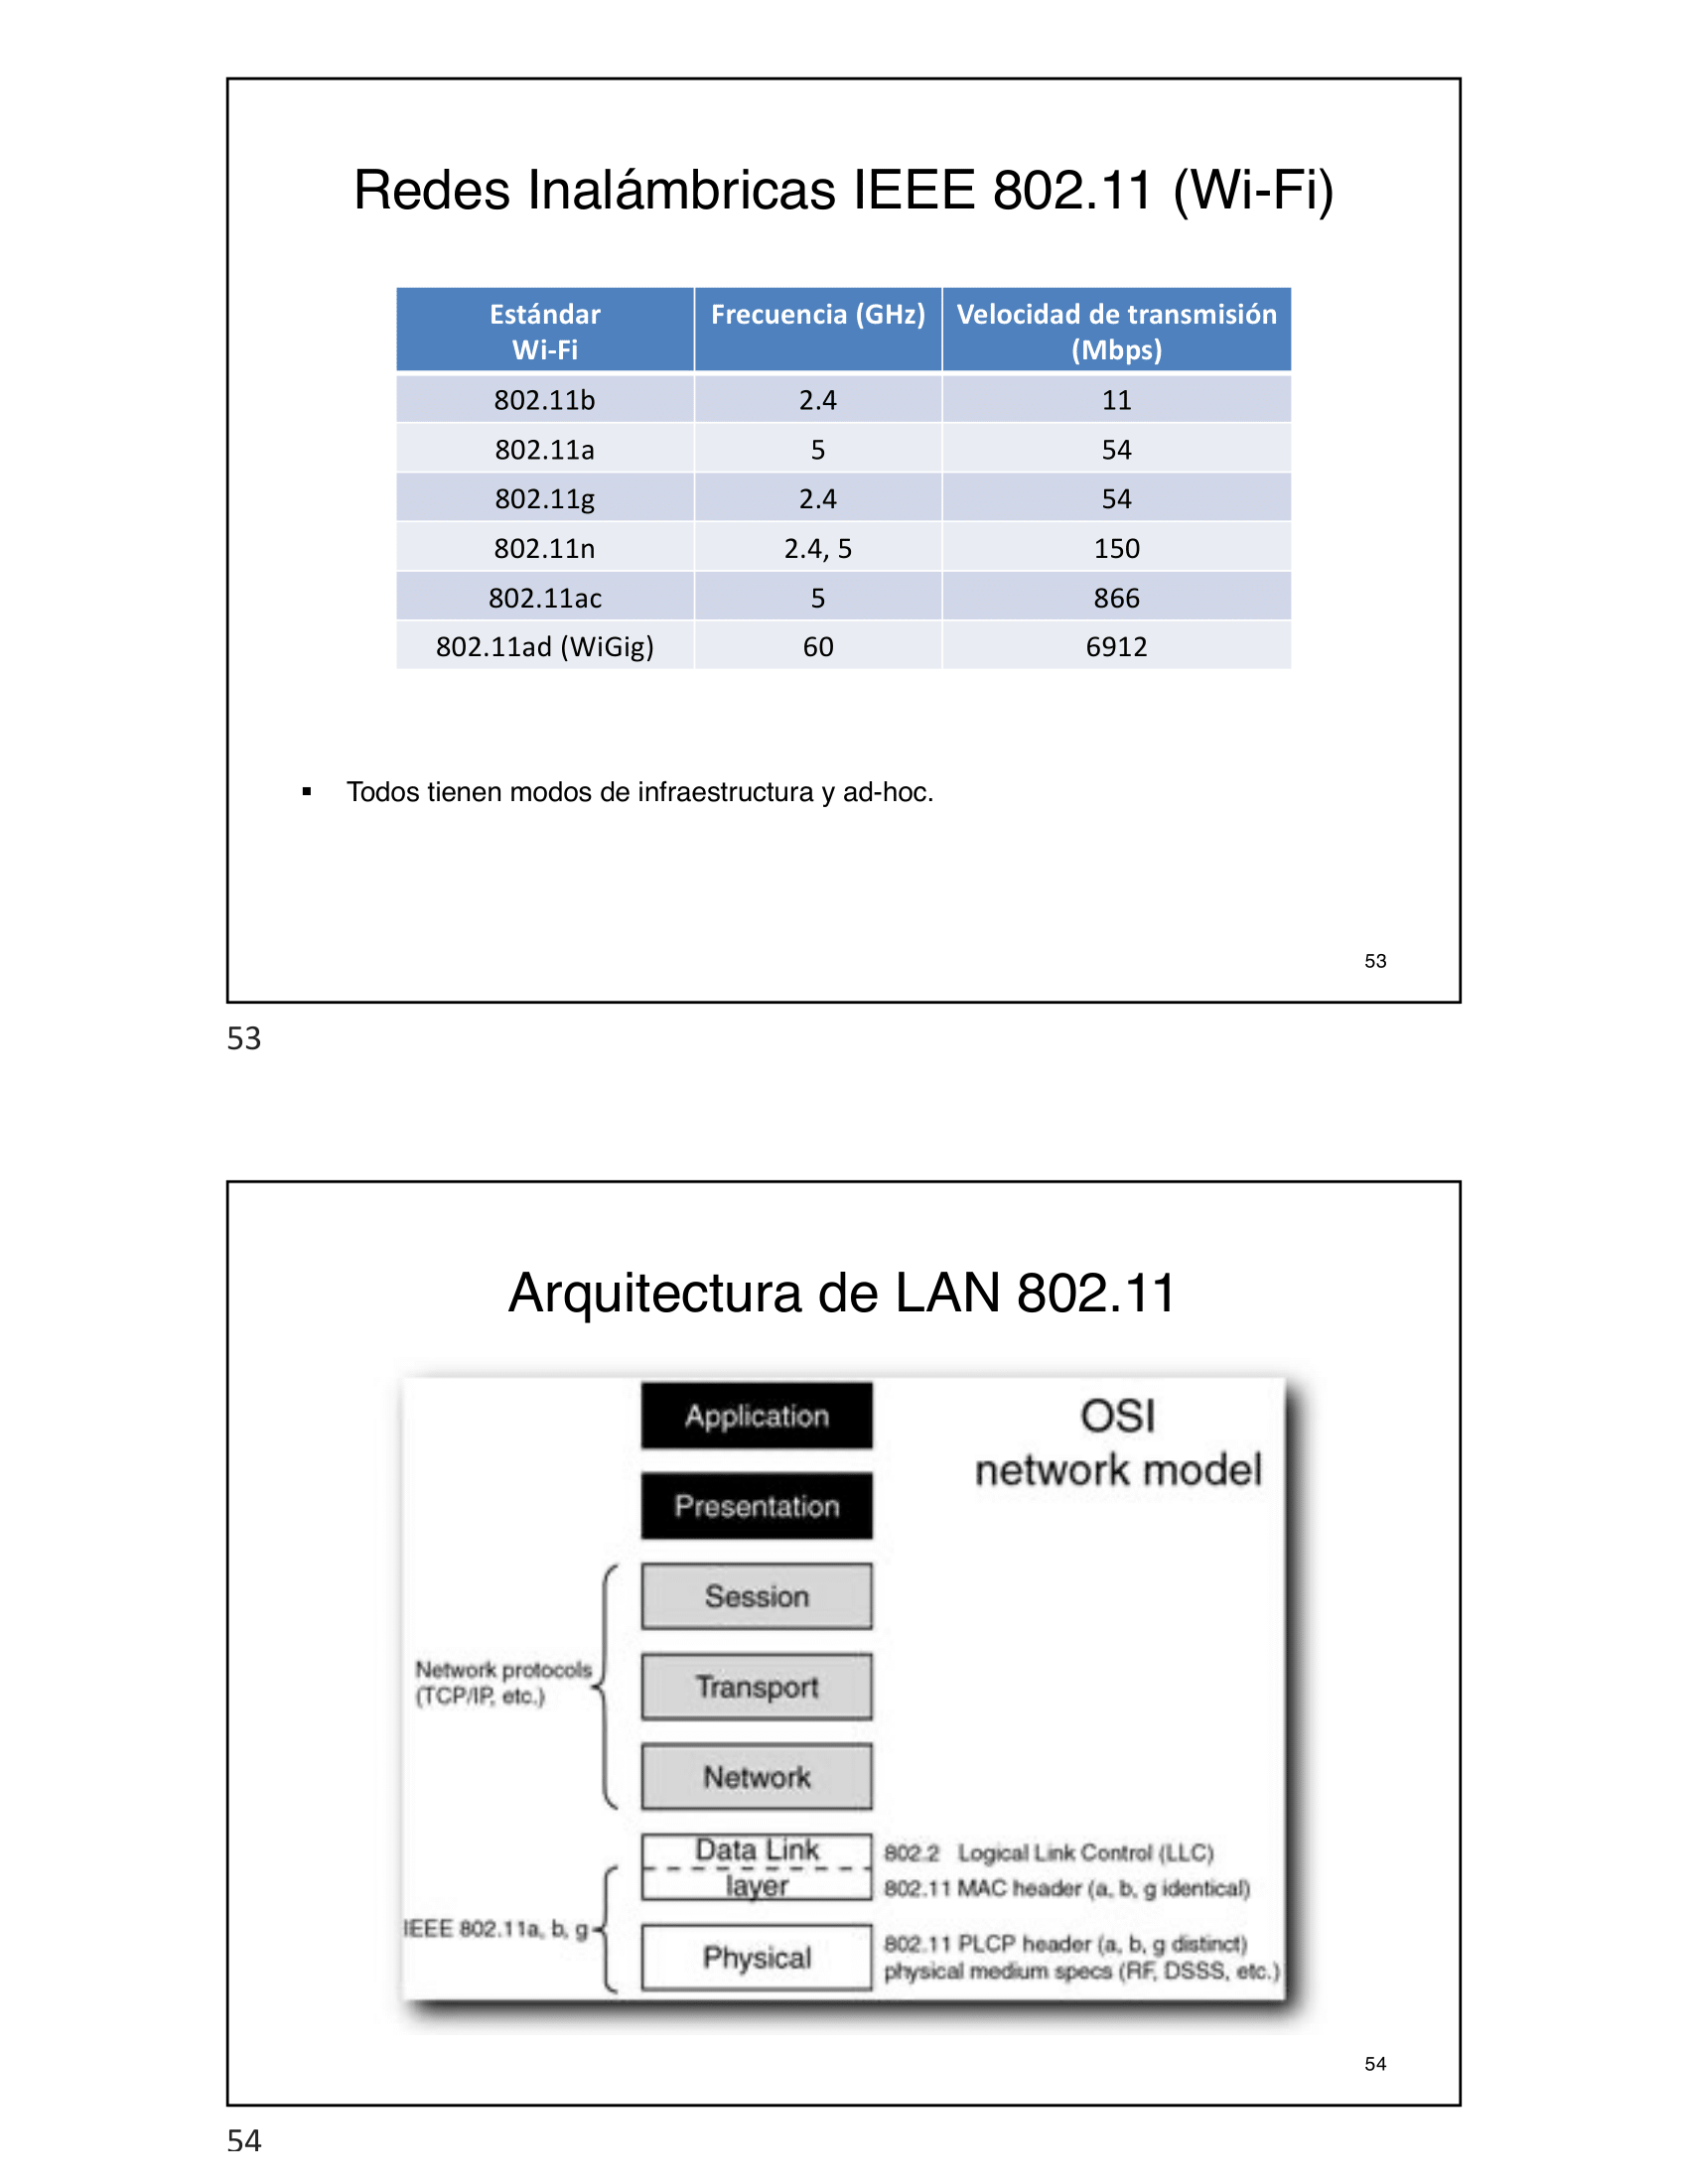 Redes Inalámbricas IEEE 802.11 (Wi-Fi)
Estándar Wi-Fi Frecuencia (GHz) Velocidad de transmisión (Mbps)
802.11b 2.4 11
802.11a 5 54
802.11g 2.4 54
802.11n 2.4, 5 150
802.11ac 5 866
802.11ad (WiGig) 60 6912
▪ Todos tienen modos de infraestructura y ad-hoc.
53
53
Arquitectura de LAN 802.11
OSI
network model
Application
Presentation
Session
Network protocols
(TCP/IP, etc.)
Transport
Network
Data Link
layer
802.2 Logical Link Control (LLC)
802.11 MAC header (a, b, g identical)
IEEE 802.11a, b, g
Physical
802.11 PLCP header (a, b, g distinct)
physical medium specs (RF, DSSS, etc.)
54
54